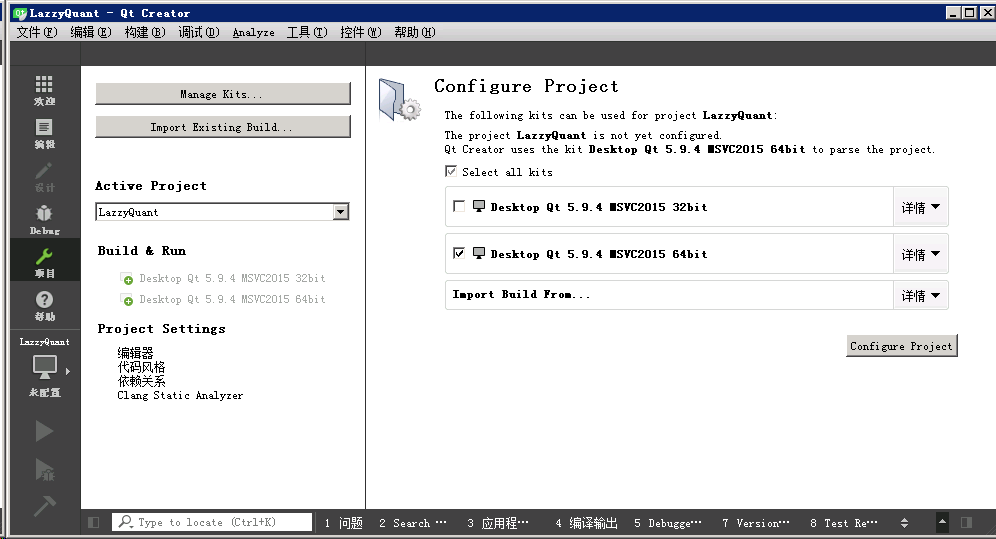 LazzyQuant - Qt Creator
文件(F) 编辑(E) 构建(B) 调试(D) Analyze 工具(T) 控件(W) 帮助(H)
欢迎
编辑
设计
Debug
项目
帮助
LazzyQuant
未配置
Manage Kits...
Import Existing Build...
Active Project
LazzyQuant
Build & Run
Desktop Qt 5.9.4 MSVC2015 32bit
Desktop Qt 5.9.4 MSVC2015 64bit
Project Settings
编辑器
代码风格
依赖关系
Clang Static Analyzer
Configure Project
The following kits can be used for project LazzyQuant:
The project LazzyQuant is not yet configured.
Qt Creator uses the kit Desktop Qt 5.9.4 MSVC2015 64bit to parse the project.
Select all kits
Desktop Qt 5.9.4 MSVC2015 32bit 详情
Desktop Qt 5.9.4 MSVC2015 64bit 详情
Import Build From... 详情
Configure Project
Type to locate (Ctrl+K) 1 问题 2 Search ... 3 应用程... 4 编译输出 5 Debugge... 7 Version... 8 Test Re...